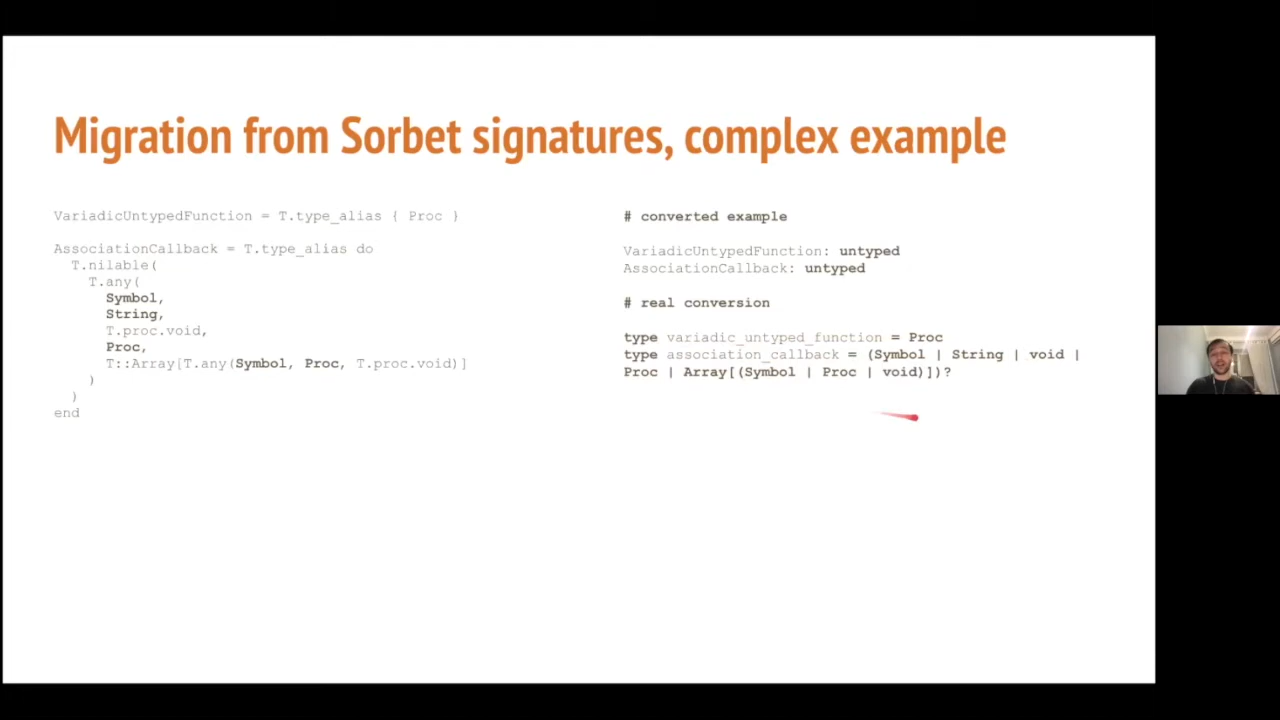 Migration from Sorbet signatures, complex example
VariadicUntypedFunction = T.type_alias { Proc }
AssociationCallback = T.type_alias do
T.nilable(
T.any(
Symbol,
String,
T.proc.void,
Proc,
T::Array[T.any(Symbol, Proc, T.proc.void)]
)
)
end
# converted example
VariadicUntypedFunction: untyped
AssociationCallback: untyped
# real conversion
type variadic_untyped_function = Proc
type association_callback = (Symbol | String | void |
Proc | Array[(Symbol | Proc | void)])?